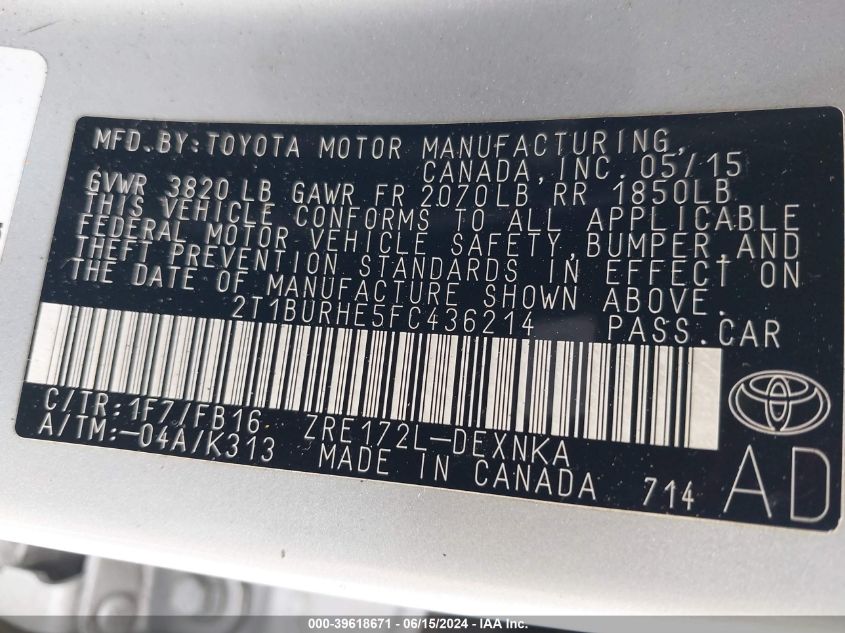 MFD. BY: TOYOTA MOTOR MANUFACTURING,
CANADA, INC. 05/15
GVWR 3820 LB GAWR FR 2070LB RR 1850LB
THIS VEHICLE CONFORMS TO ALL APPLICABLE
FEDERAL MOTOR VEHICLE SAFETY, BUMPER, AND
THEFT PREVENTION STANDARDS IN EFFECT ON
THE DATE OF MANUFACTURE SHOWN ABOVE.
2T1BURHE5FC436214 PASS. CAR
C/TR: 1F7/FB16 ZRE172L-DEXNKA
A/TM: -04A/K313 MADE IN CANADA 714
AD
000-39618671 - 06/15/2024 - IAA Inc.